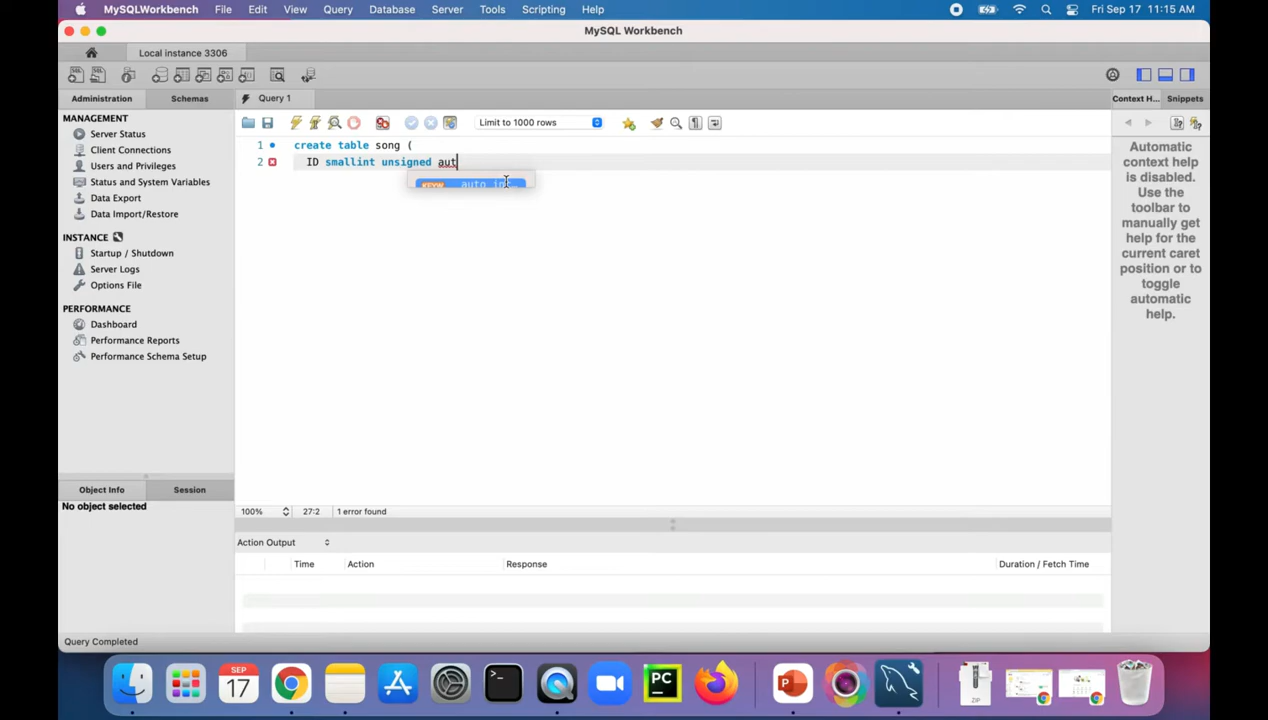 MySQLWorkbench File Edit View Query Database Server Tools Scripting Help Fri Sep 17 11:15 AM
MySQL Workbench
Local instance 3306
Administration Schemas Query 1 Context H... Snippets
MANAGEMENT
Server Status
Client Connections
Users and Privileges
Status and System Variables
Data Export
Data Import/Restore
INSTANCE
Startup / Shutdown
Server Logs
Options File
PERFORMANCE
Dashboard
Performance Reports
Performance Schema Setup
Limit to 1000 rows
1 create table song (
2 ID smallint unsigned aut
auto
Automatic
context help
is disabled.
Use the
toolbar to
manually get
help for the
current caret
position or to
toggle
automatic
help.
Object Info Session
No object selected
100% 27:2 1 error found
Action Output
Time Action Response Duration / Fetch Time
Query Completed
SEP
17
>_
PC
P
ZIP